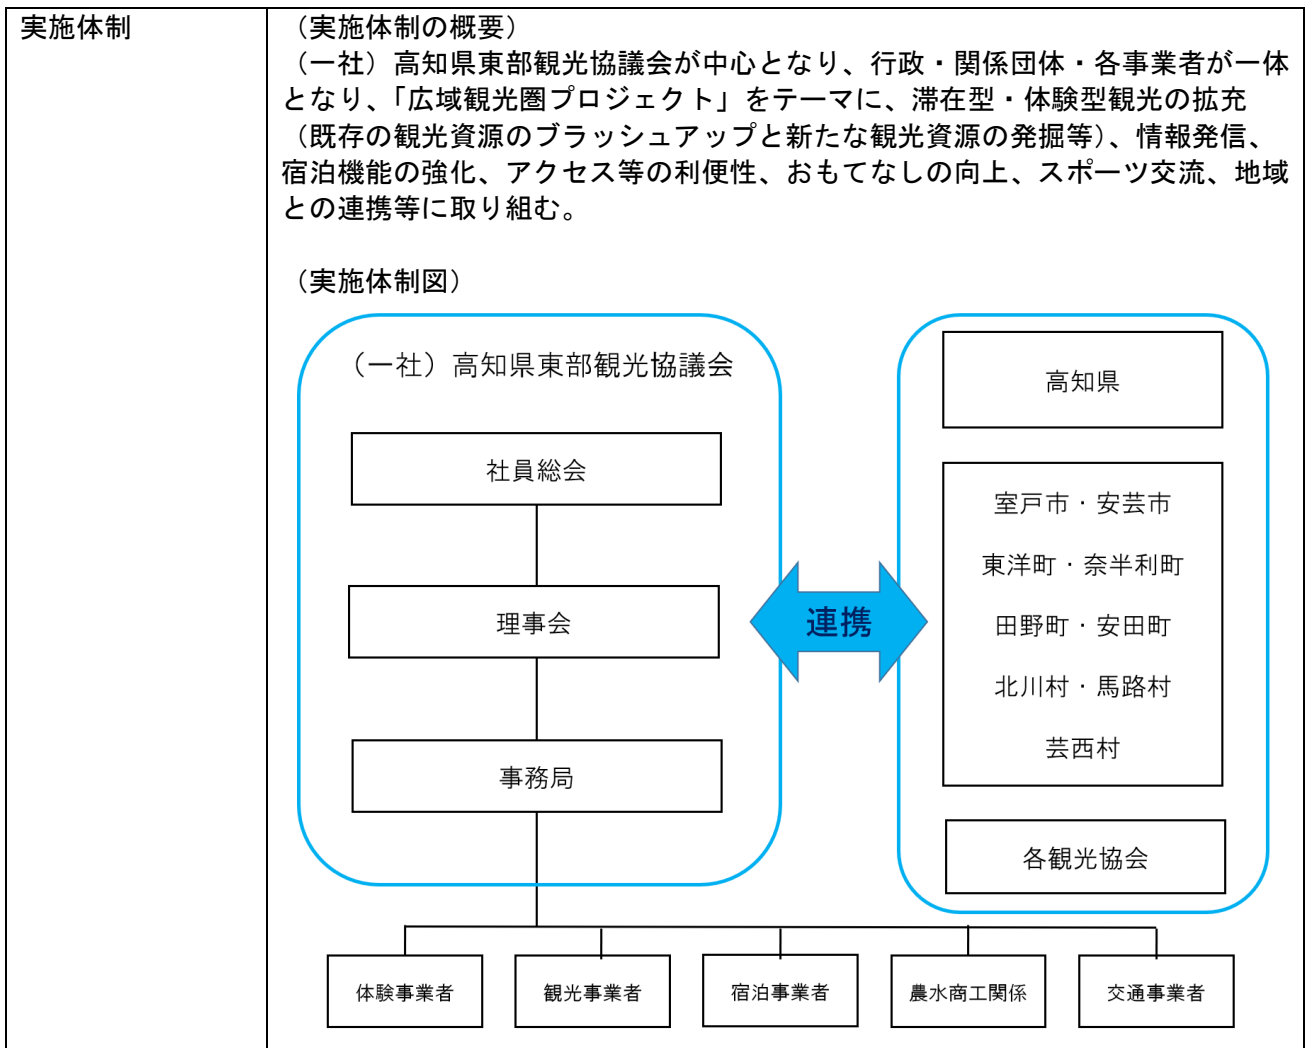 実施体制
（実施体制の概要）
（一社）高知県東部観光協議会が中心となり、行政・関係団体・各事業者が一体
となり、「広域観光圏プロジェクト」をテーマに、滞在型・体験型観光の拡充
（既存の観光資源のブラッシュアップと新たな観光資源の発掘等）、情報発信、
宿泊機能の強化、アクセス等の利便性、おもてなしの向上、スポーツ交流、地域
との連携等に取り組む。
（実施体制図）
（一社）高知県東部観光協議会
社員総会
理事会
事務局
連携
高知県
室戸市・安芸市
東洋町・奈半利町
田野町・安田町
北川村・馬路村
芸西村
各観光協会
体験事業者
観光事業者
宿泊事業者
農水商工関係
交通事業者